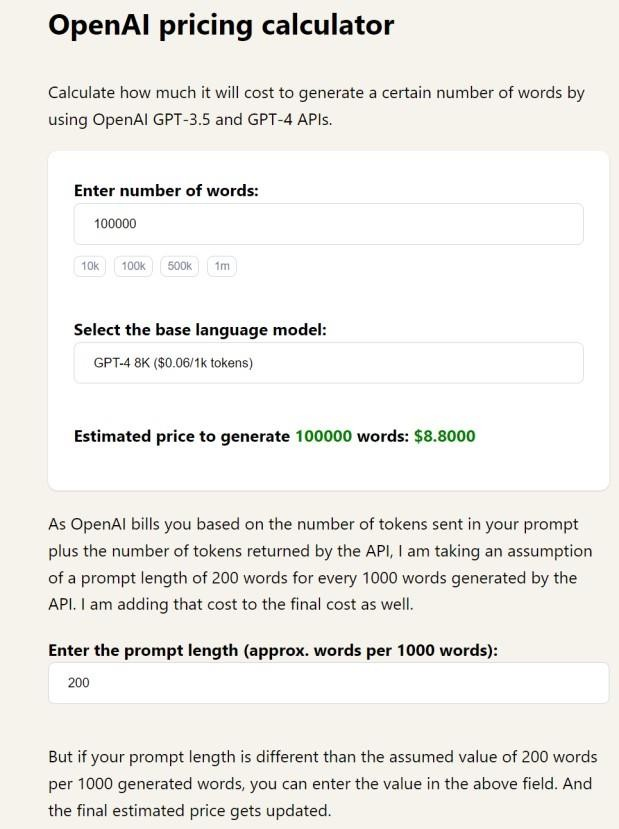 OpenAI pricing calculator
Calculate how much it will cost to generate a certain number of words by
using OpenAI GPT-3.5 and GPT-4 APIs.
Enter number of words:
100000
10k 100k 500k 1m
Select the base language model:
GPT-4 8K ($0.06/1k tokens)
Estimated price to generate 100000 words: $8.8000
As OpenAI bills you based on the number of tokens sent in your prompt
plus the number of tokens returned by the API, I am taking an assumption
of a prompt length of 200 words for every 1000 words generated by the
API. I am adding that cost to the final cost as well.
Enter the prompt length (approx. words per 1000 words):
200
But if your prompt length is different than the assumed value of 200 words
per 1000 generated words, you can enter the value in the above field. And
the final estimated price gets updated.